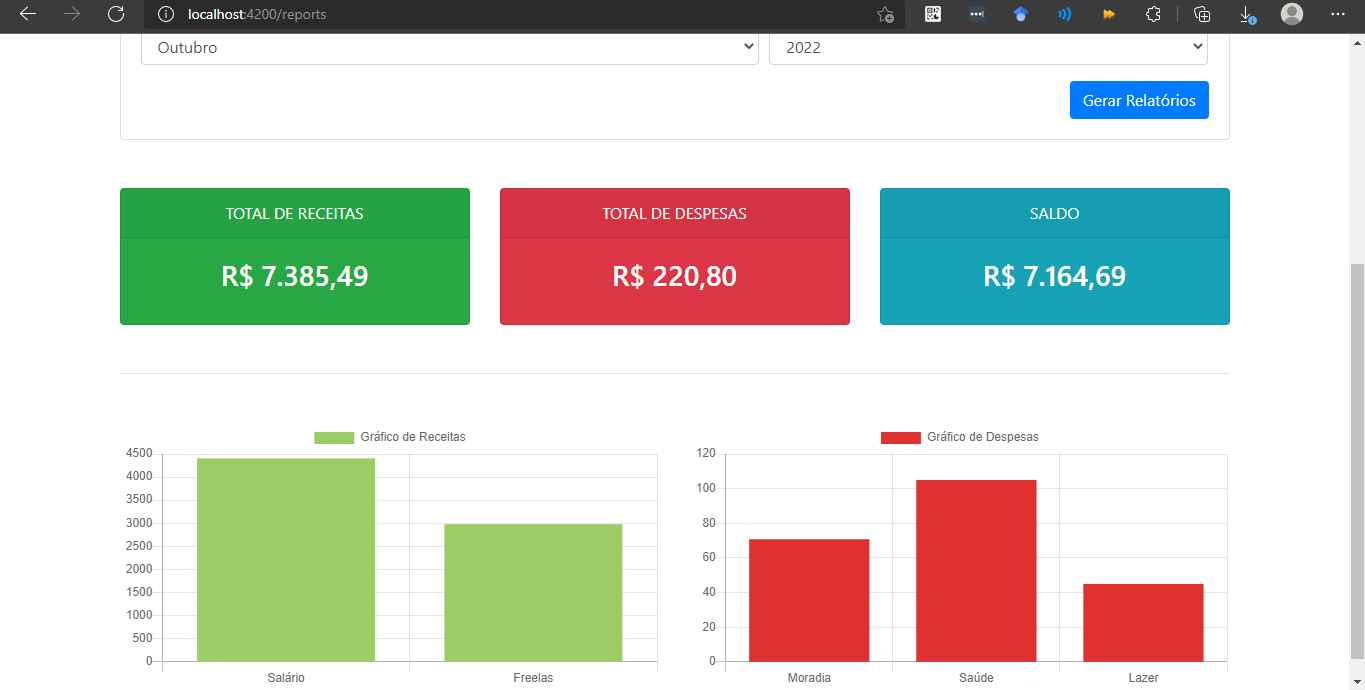 localhost:4200/reports
Outubro 2022
Gerar Relatórios
TOTAL DE RECEITAS TOTAL DE DESPESAS SALDO
R$ 7.385,49 R$ 220,80 R$ 7.164,69
Gráfico de Receitas
4500
4000
3500
3000
2500
2000
1500
1000
500
0
Salário Freelas
Gráfico de Despesas
120
100
80
60
40
20
0
Moradia Saúde Lazer